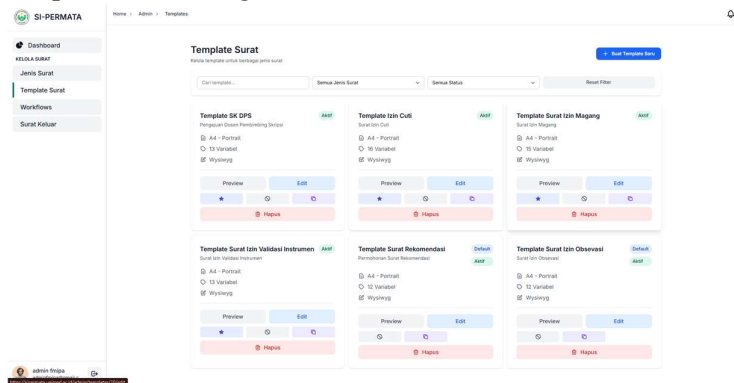 SI-PERMATA
Home > Admin > Templates
Dashboard
KELOLA SURAT
Jenis Surat
Template Surat
Workflows
Surat Keluar
Template Surat
Kelola template untuk berbagai jenis surat
+ Buat Template Baru
Cari template...
Semua Jenis Surat
Semua Status
Reset Filter
Template SK DPS
Aktif
Pengajuan Dosen Pembimbing Skripsi
A4 - Portrait
13 Variabel
Wysiwyg
Preview
Edit
Hapus
Template Izin Cuti
Aktif
Surat Izin Cuti
A4 - Portrait
16 Variabel
Wysiwyg
Preview
Edit
Hapus
Template Surat Izin Magang
Aktif
Surat Izin Magang
A4 - Portrait
15 Variabel
Wysiwyg
Preview
Edit
Hapus
Template Surat Izin Validasi Instrumen
Aktif
Surat Izin Validasi Instrumen
A4 - Portrait
13 Variabel
Wysiwyg
Preview
Edit
Hapus
Template Surat Rekomendasi
Default
Permohonan Surat Rekomendasi
Aktif
A4 - Portrait
12 Variabel
Wysiwyg
Preview
Edit
Hapus
Template Surat Izin Obsevasi
Default
Surat Izin Obsevasi
Aktif
A4 - Portrait
12 Variabel
Wysiwyg
Preview
Edit
Hapus
admin fmipa